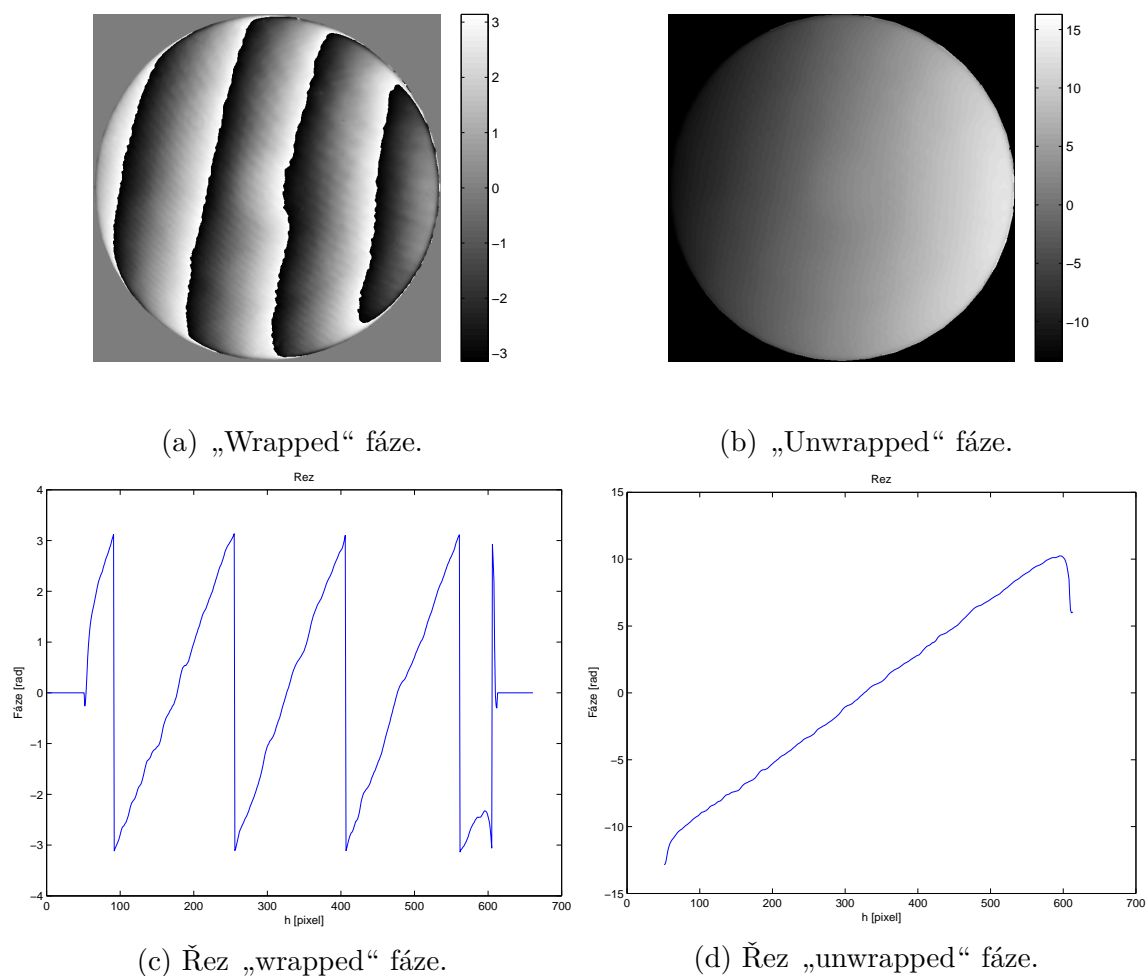 3
2
1
0
−1
−2
−3
15
10
5
0
−5
−10
(a) „Wrapped“ fáze.
(b) „Unwrapped“ fáze.
Rez
4
3
2
1
0
−1
−2
−3
−4
Fáze [rad]
0 100 200 300 400 500 600 700
h [pixel]
Rez
15
10
5
0
−5
−10
−15
Fáze [rad]
0 100 200 300 400 500 600 700
h [pixel]
(c) Řez „wrapped“ fáze.
(d) Řez „unwrapped“ fáze.